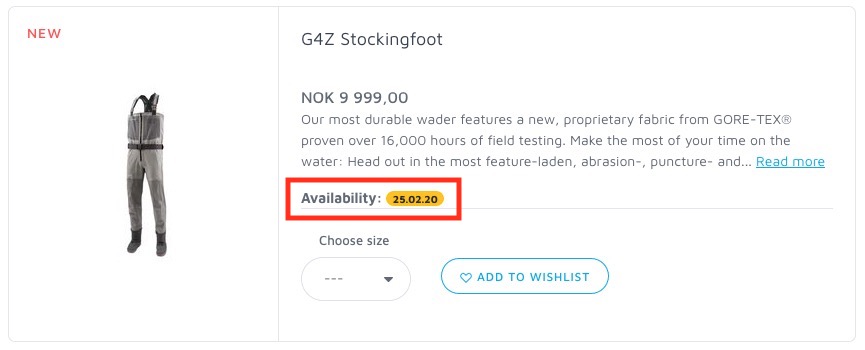 NEW
G4Z Stockingfoot
NOK 9 999,00
Our most durable wader features a new, proprietary fabric from GORE-TEX®
proven over 16,000 hours of field testing. Make the most of your time on the
water: Head out in the most feature-laden, abrasion-, puncture- and... Read more
Availability: 25.02.20
Choose size
---
ADD TO WISHLIST